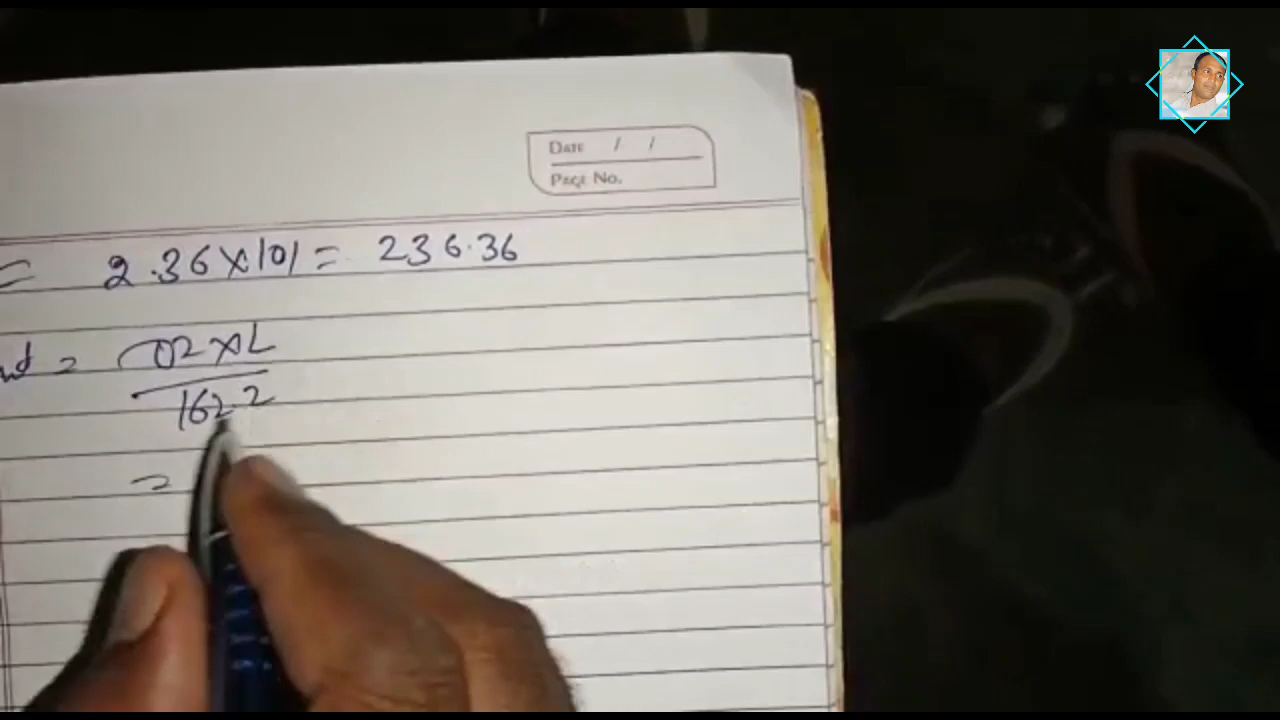 Date / /
Page No.
= 2.36 × 101 = 236.36
= D2 × L
162.2
=